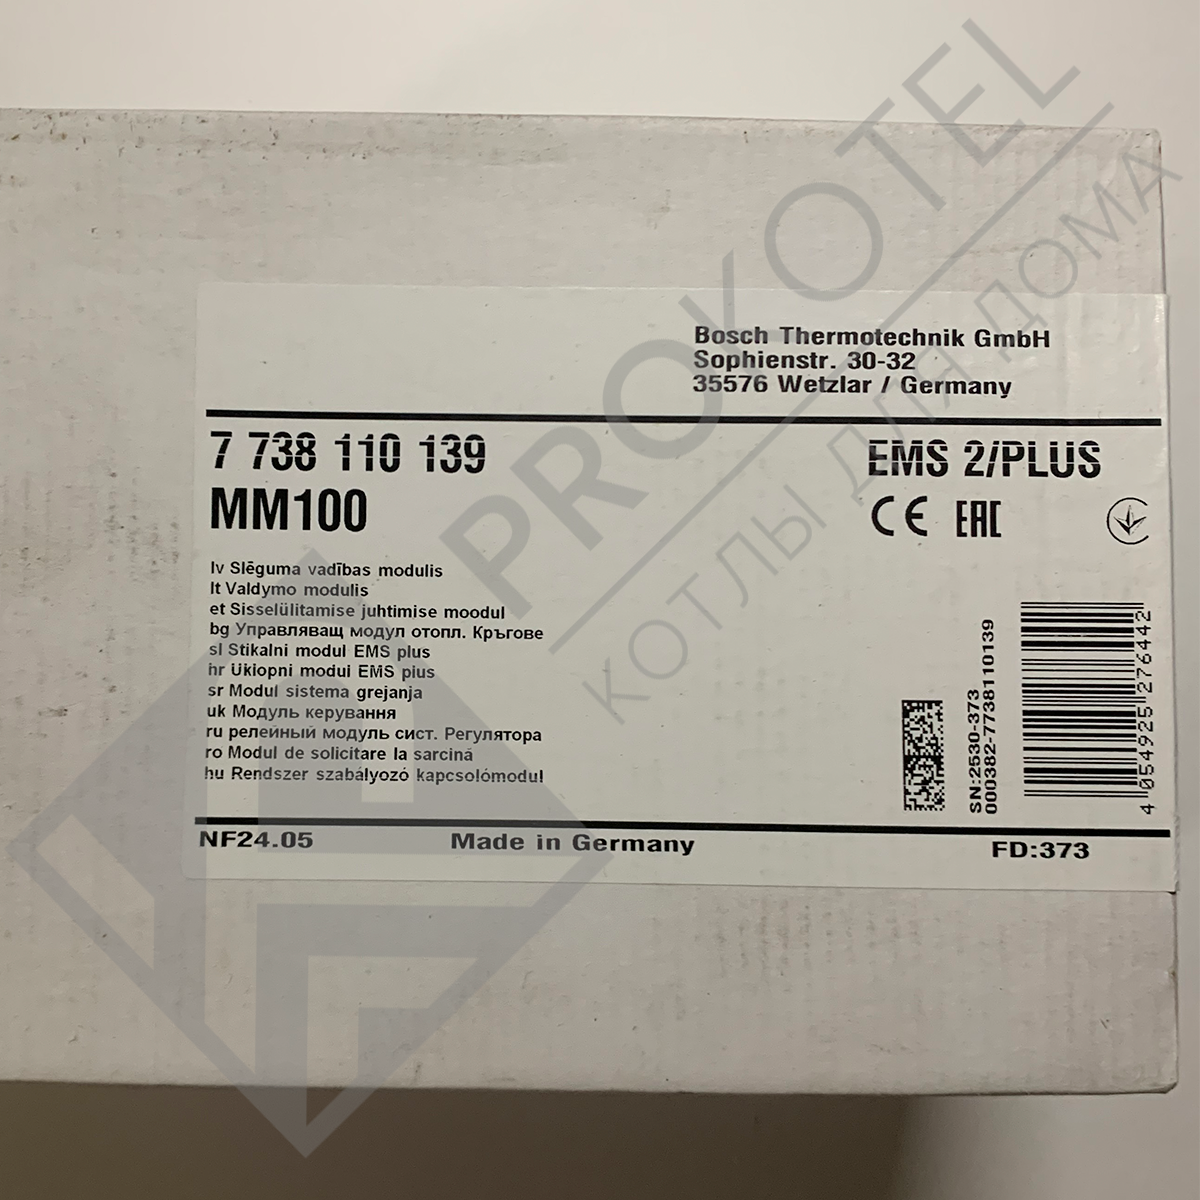 PROKOTEL
КОТЛЫ ДЛЯ ДОМА
Bosch Thermotechnik GmbH
Sophienstr. 30-32
35576 Wetzlar / Germany
7 738 110 139
EMS 2/PLUS
MM100
CE EAC
lv Slēguma vadības modulis
lt Valdymo modulis
et Sisselülitamise juhtimise moodul
bg Управляващ модул отопл. Кръгове
sl Stikalni modul EMS plus
hr Uklopni modul EMS plus
sr Modul sistema grejanja
uk Модуль керування
ru релейный модуль сист. Регулятора
ro Modul de solicitare la sarcină
hu Rendszer szabályozó kapcsolómodul
SN:2530-373
000382-7738110139
4 054925 276442
NF24.05
Made in Germany
FD:373